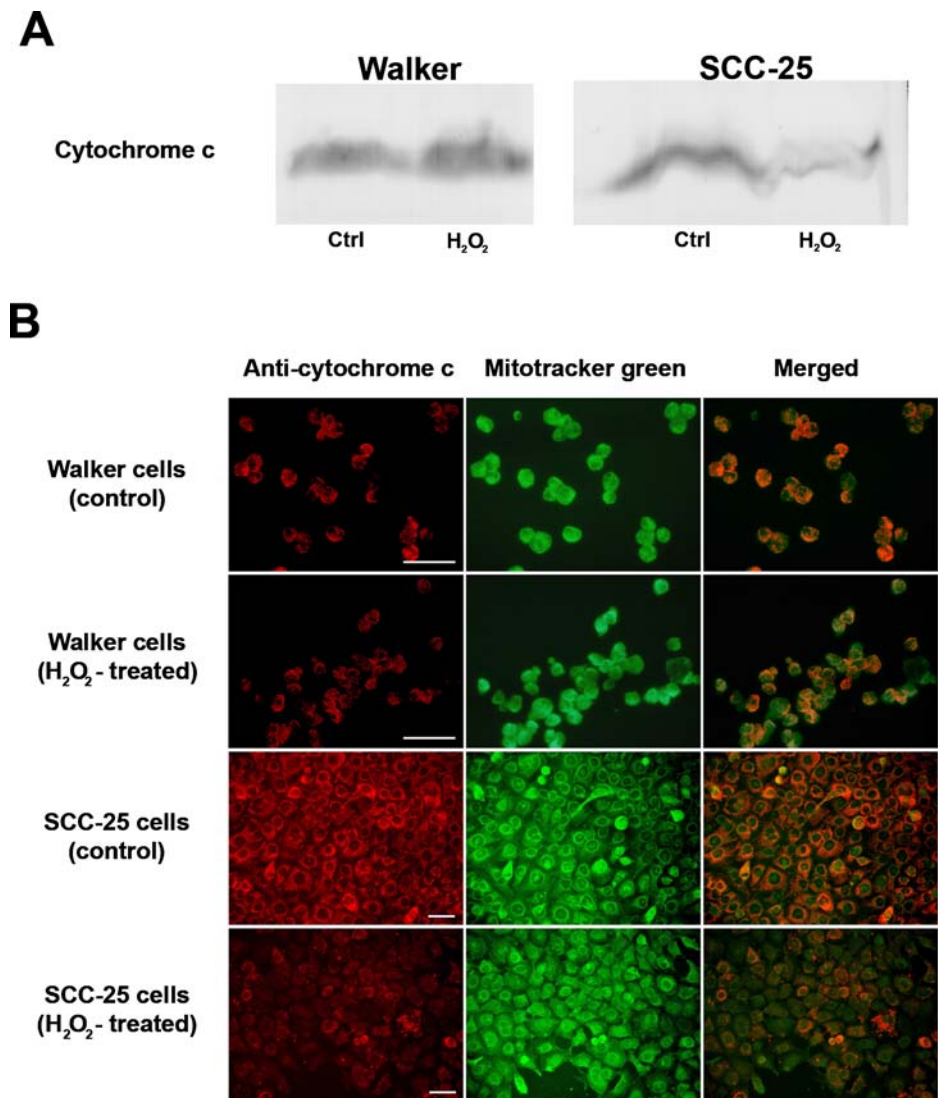 A
Walker SCC-25
Cytochrome c
Ctrl H₂O₂ Ctrl H₂O₂
B
Anti-cytochrome c Mitotracker green Merged
Walker cells
(control)
Walker cells
(H₂O₂- treated)
SCC-25 cells
(control)
SCC-25 cells
(H₂O₂- treated)